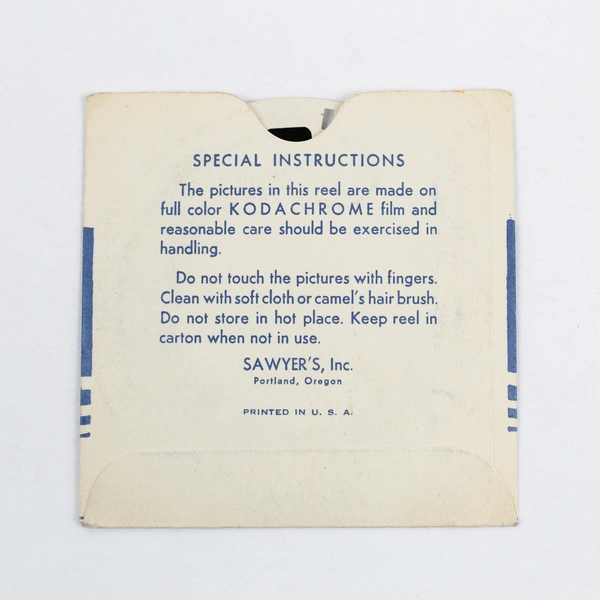 SPECIAL INSTRUCTIONS
The pictures in this reel are made on
full color KODACHROME film and
reasonable care should be exercised in
handling.
Do not touch the pictures with fingers.
Clean with soft cloth or camel's hair brush.
Do not store in hot place. Keep reel in
carton when not in use.
SAWYER'S, Inc.
Portland, Oregon
PRINTED IN U. S. A.